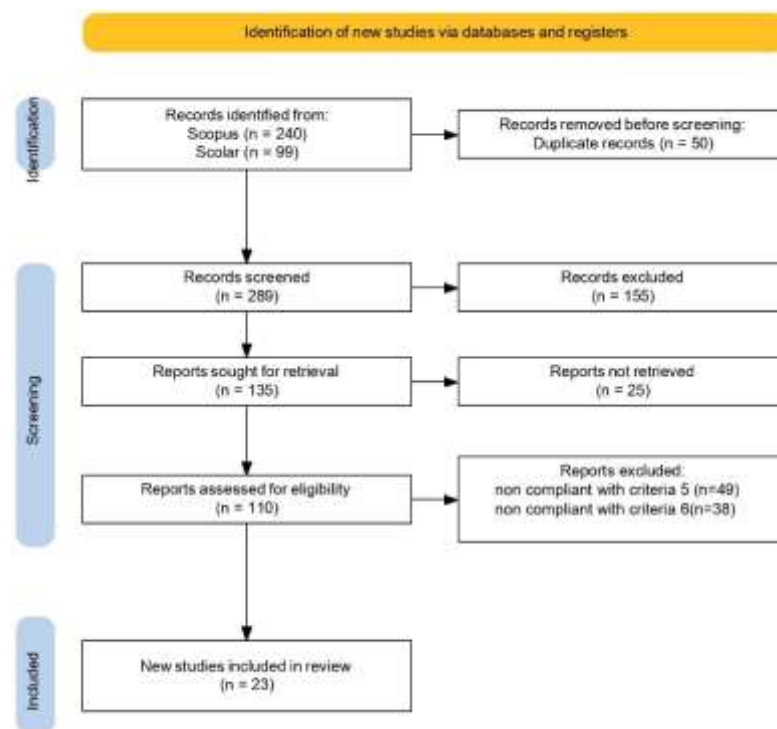 Identification of new studies via databases and registers
Identification
Records identified from:
Scopus (n = 240)
Scolar (n = 99)
Records removed before screening:
Duplicate records (n = 50)
Screening
Records screened
(n = 289)
Records excluded
(n = 155)
Reports sought for retrieval
(n = 135)
Reports not retrieved
(n = 25)
Reports assessed for eligibility
(n = 110)
Reports excluded:
non compliant with criteria 5 (n=49)
non compliant with criteria 6(n=38)
Included
New studies included in review
(n = 23)